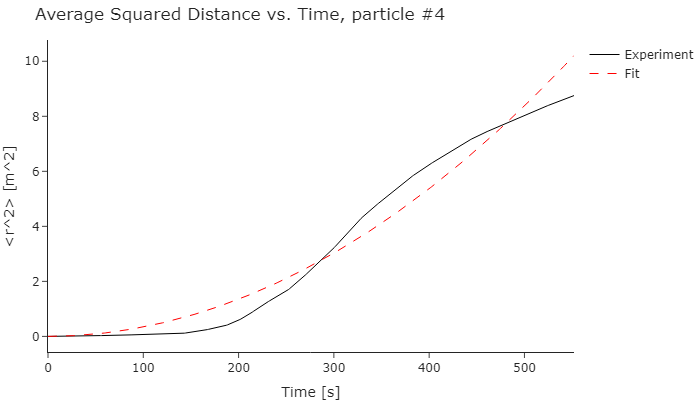 Average Squared Distance vs. Time, particle #4
Experiment
Fit
10
8
6
4
2
0
<r^2> [m^2]
0 100 200 300 400 500
Time [s]